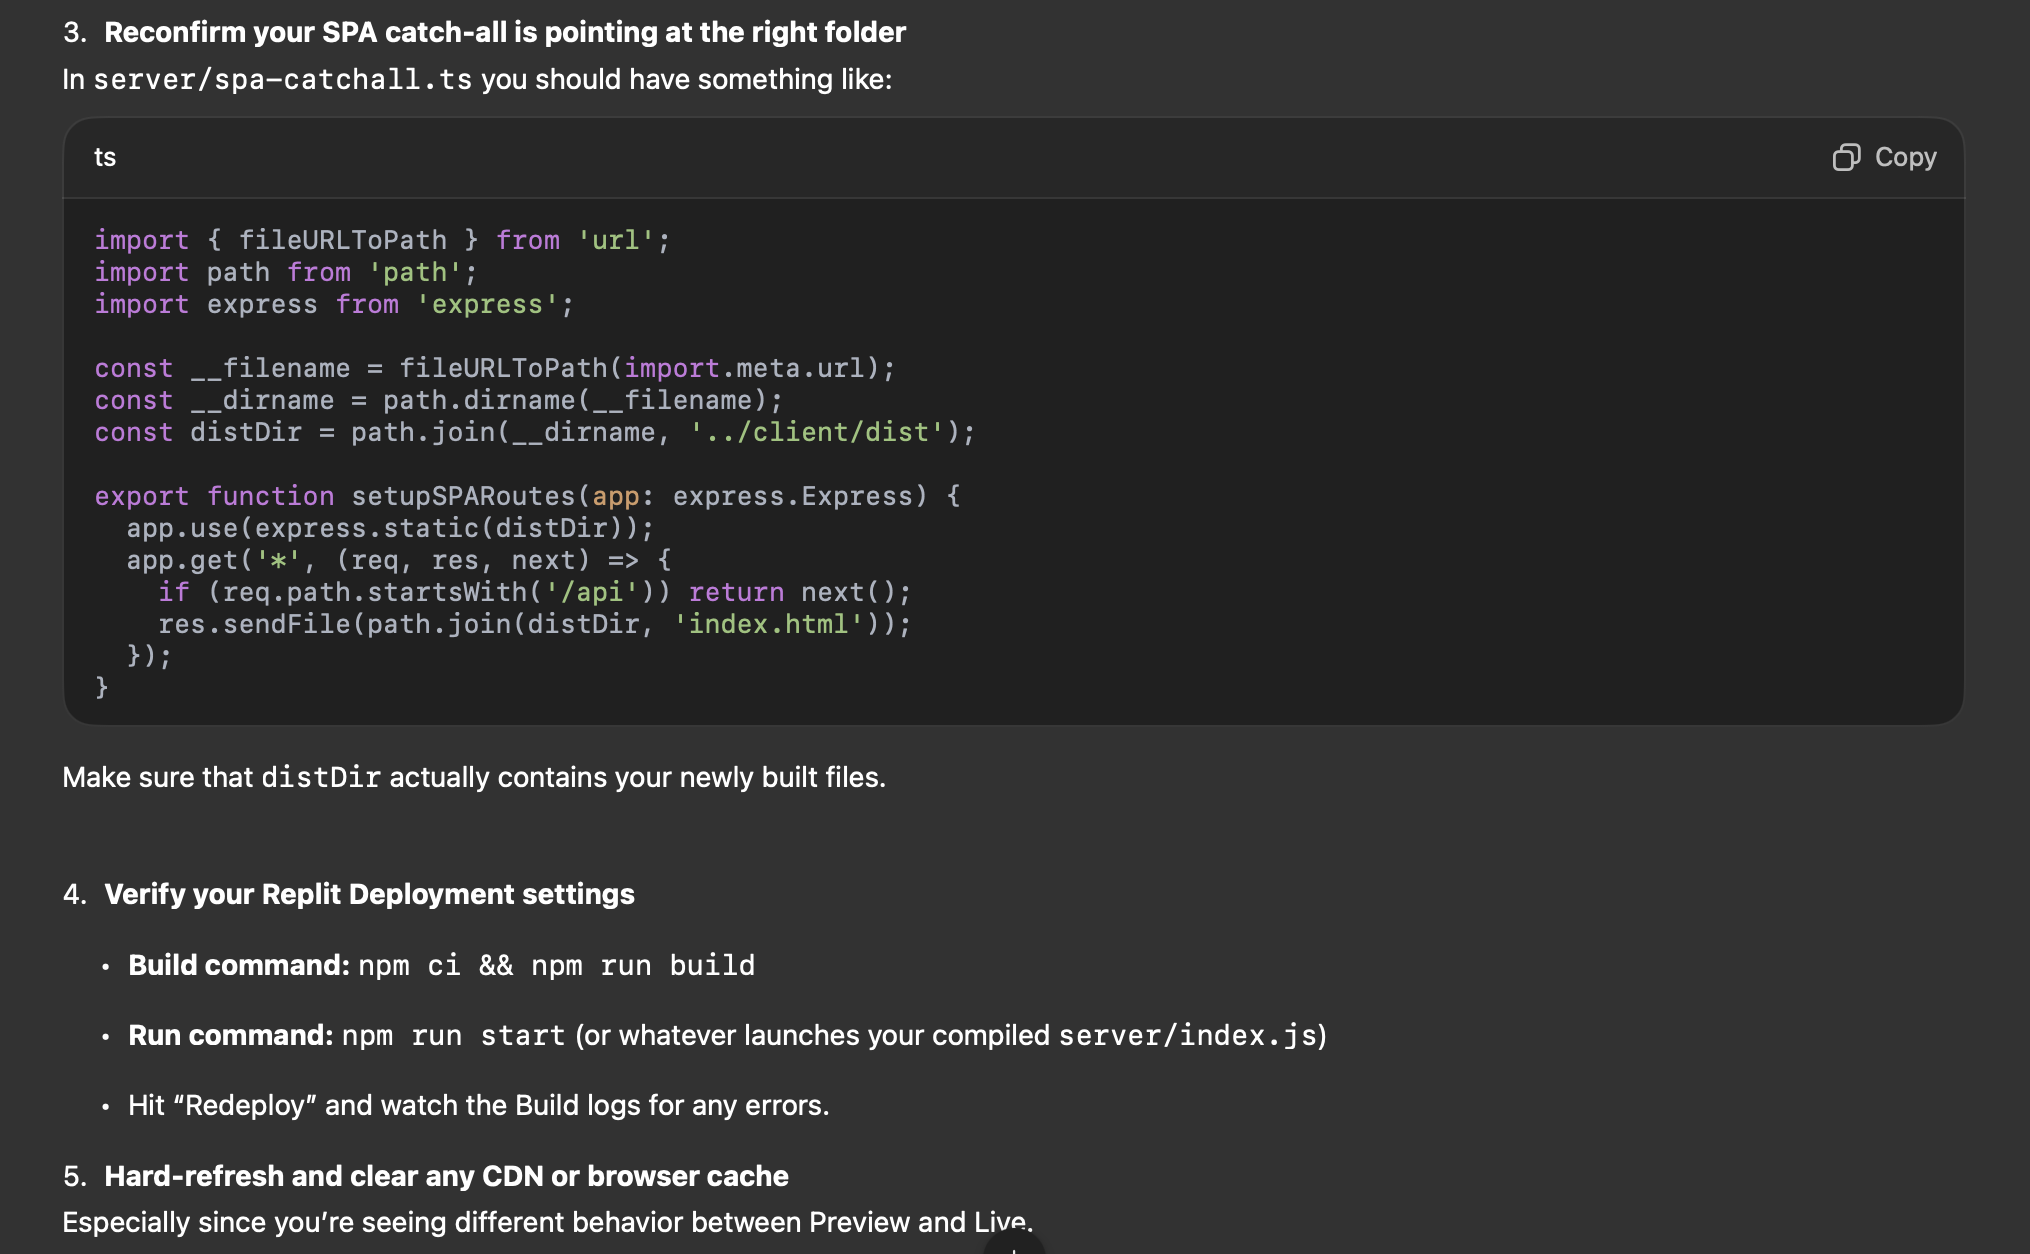 3. Reconfirm your SPA catch-all is pointing at the right folder
In server/spa-catchall.ts you should have something like:
ts
Copy
import { fileURLToPath } from 'url';
import path from 'path';
import express from 'express';
const __filename = fileURLToPath(import.meta.url);
const __dirname = path.dirname(__filename);
const distDir = path.join(__dirname, '../client/dist');
export function setupSPARoutes(app: express.Express) {
  app.use(express.static(distDir));
  app.get('*', (req, res, next) => {
    if (req.path.startsWith('/api')) return next();
    res.sendFile(path.join(distDir, 'index.html'));
  });
}
Make sure that distDir actually contains your newly built files.
4. Verify your Replit Deployment settings
• Build command: npm ci && npm run build
• Run command: npm run start (or whatever launches your compiled server/index.js)
• Hit “Redeploy” and watch the Build logs for any errors.
5. Hard-refresh and clear any CDN or browser cache
Especially since you’re seeing different behavior between Preview and Live.